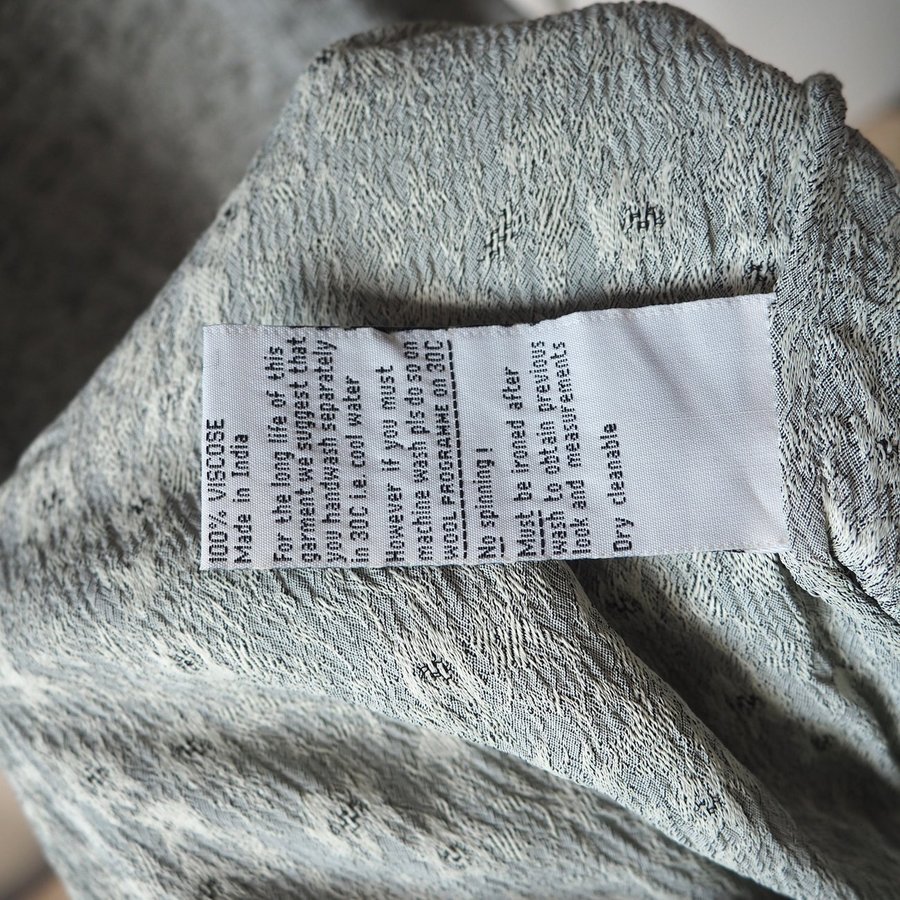 100% VISCOSE
Made in India
For the long life of this
garment we suggest that
you handwash separately
in 30C i.e. cool water
However if you must
machine wash pls do so on
WOOL PROGRAMME ON 30C
No spinning!
Must be ironed after
wash to obtain previous
look and measurements
Dry cleanable